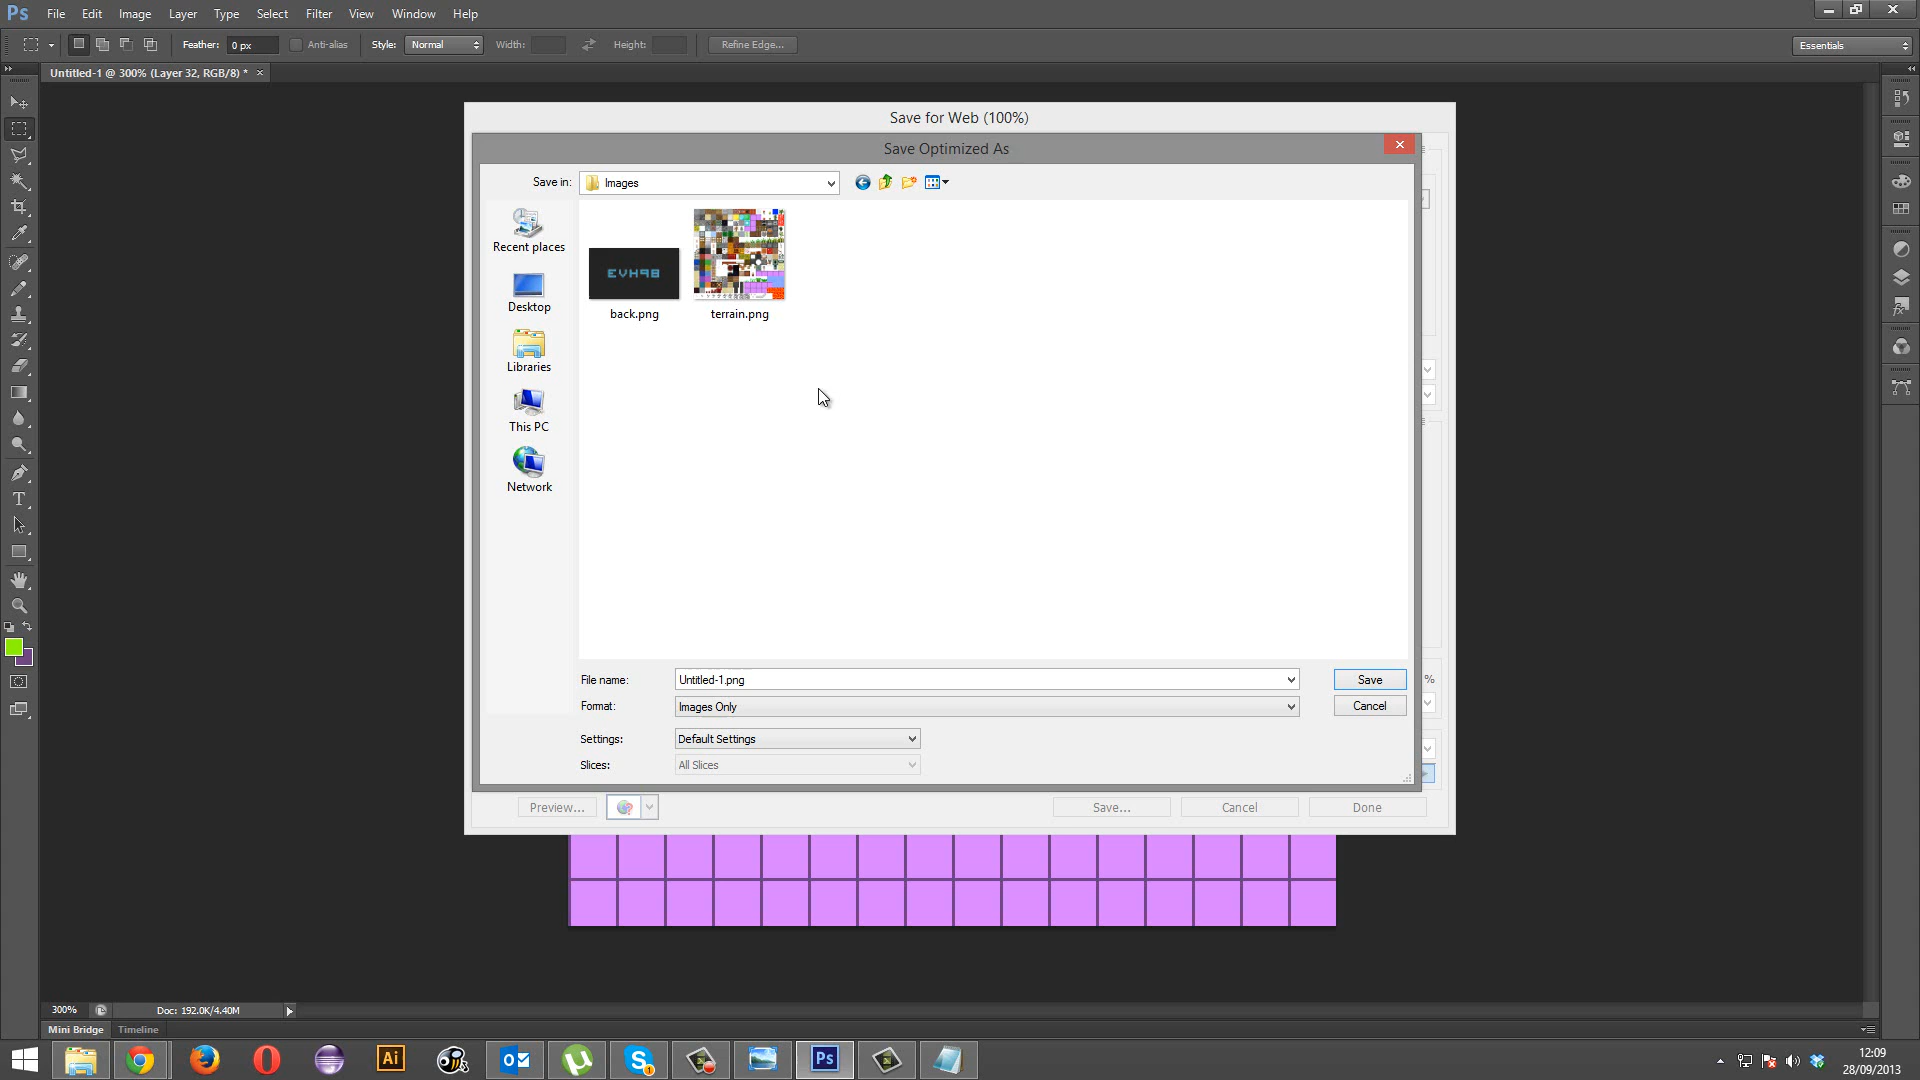 Ps File Edit Image Layer Type Select Filter View Window Help
Feather: 0 px Anti-alias Style: Normal Width: Height: Refine Edge... Essentials
Untitled-1 @ 300% (Layer 32, RGB/8) * ×
Save for Web (100%)
Save Optimized As
Save in: Images
Recent places
Desktop
Libraries
This PC
Network
EVH98
back.png terrain.png
File name: Untitled-1.png Save
Format: Images Only Cancel
Settings: Default Settings
Slices: All Slices
%
Preview... Save... Cancel Done
300% Doc: 192.0K/4.40M
Mini Bridge Timeline
Ai
Ps
12:09
28/09/2013